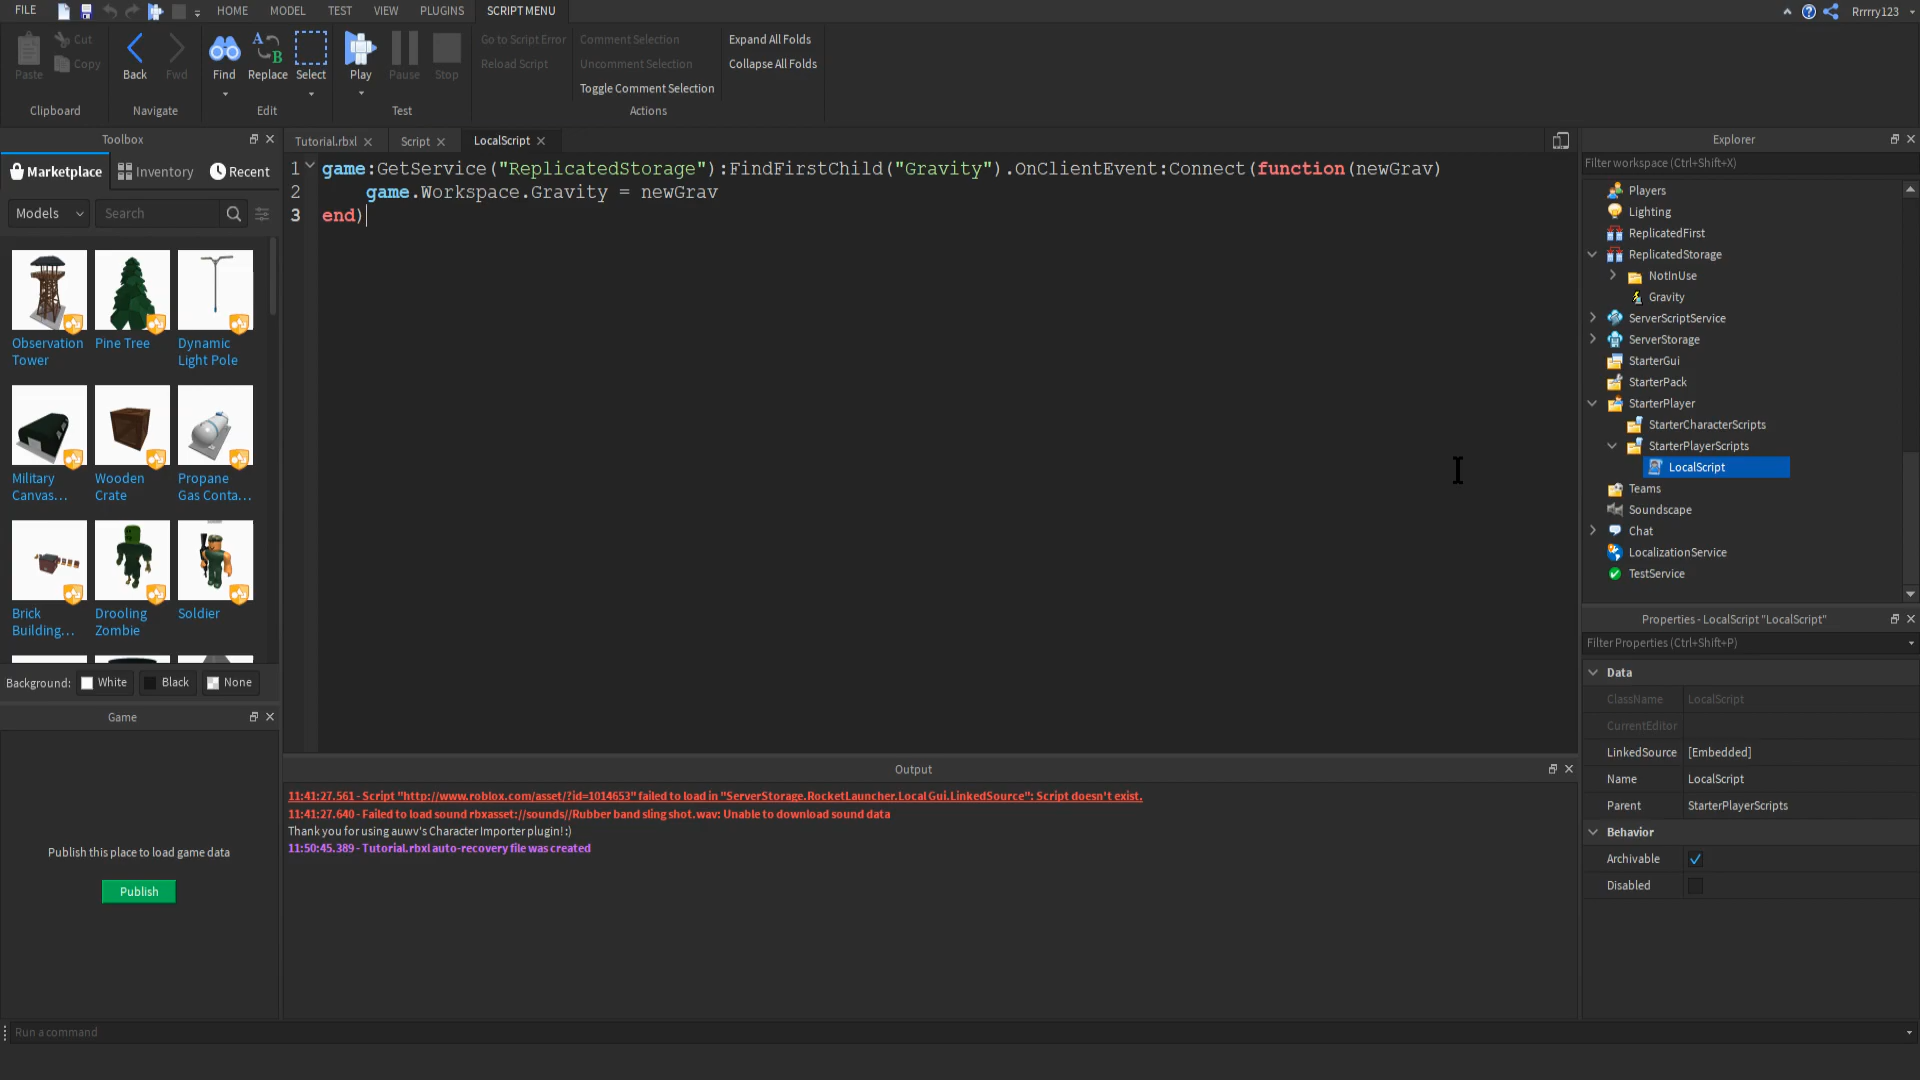 FILE
HOME
MODEL
TEST
VIEW
PLUGINS
SCRIPT MENU
Rrrrry123
Paste
Cut
Copy
Clipboard
Back
Fwd
Navigate
Find
Replace
Select
Edit
Play
Pause
Stop
Test
Go to Script Error
Reload Script
Comment Selection
Uncomment Selection
Toggle Comment Selection
Expand All Folds
Collapse All Folds
Actions
Toolbox
Marketplace
Inventory
Recent
Models
Search
Observation
Tower
Pine Tree
Dynamic
Light Pole
Military
Canvas...
Wooden
Crate
Propane
Gas Conta...
Brick
Building...
Drooling
Zombie
Soldier
Background:
White
Black
None
Game
Publish this place to load game data
Publish
Tutorial.rbxl
Script
LocalScript
1 game:GetService("ReplicatedStorage"):FindFirstChild("Gravity").OnClientEvent:Connect(function(newGrav)
2 game.Workspace.Gravity = newGrav
3 end)
Output
11:41:27.561 - Script "http://www.roblox.com/asset/?id=1014653" failed to load in "ServerStorage.RocketLauncher.Local Gui.LinkedSource": Script doesn't exist.
11:41:27.640 - Failed to load sound rbxasset://sounds//Rubber band sling shot.wav: Unable to download sound data
Thank you for using auwv's Character Importer plugin! :)
11:50:45.389 - Tutorial.rbxl auto-recovery file was created
Explorer
Filter workspace (Ctrl+Shift+X)
Players
Lighting
ReplicatedFirst
ReplicatedStorage
NotInUse
Gravity
ServerScriptService
ServerStorage
StarterGui
StarterPack
StarterPlayer
StarterCharacterScripts
StarterPlayerScripts
LocalScript
Teams
Soundscape
Chat
LocalizationService
TestService
Properties - LocalScript "LocalScript"
Filter Properties (Ctrl+Shift+P)
Data
ClassName LocalScript
CurrentEditor
LinkedSource [Embedded]
Name LocalScript
Parent StarterPlayerScripts
Behavior
Archivable
Disabled
Run a command